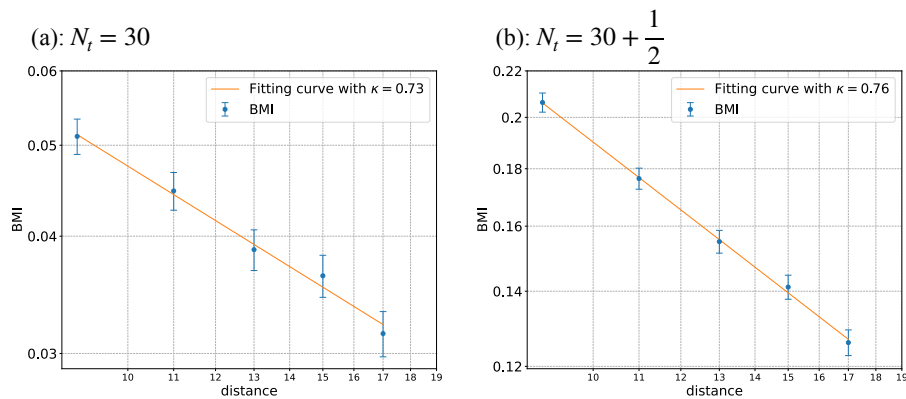 (a): N_t = 30
0.06
0.05
0.04
0.03
BMI
Fitting curve with κ = 0.73
BMI
10 11 12 13 14 15 16 17 18 19
distance
(b): N_t = 30 + 1/2
0.22
0.2
0.18
0.16
0.14
0.12
BMI
Fitting curve with κ = 0.76
BMI
10 11 12 13 14 15 16 17 18 19
distance